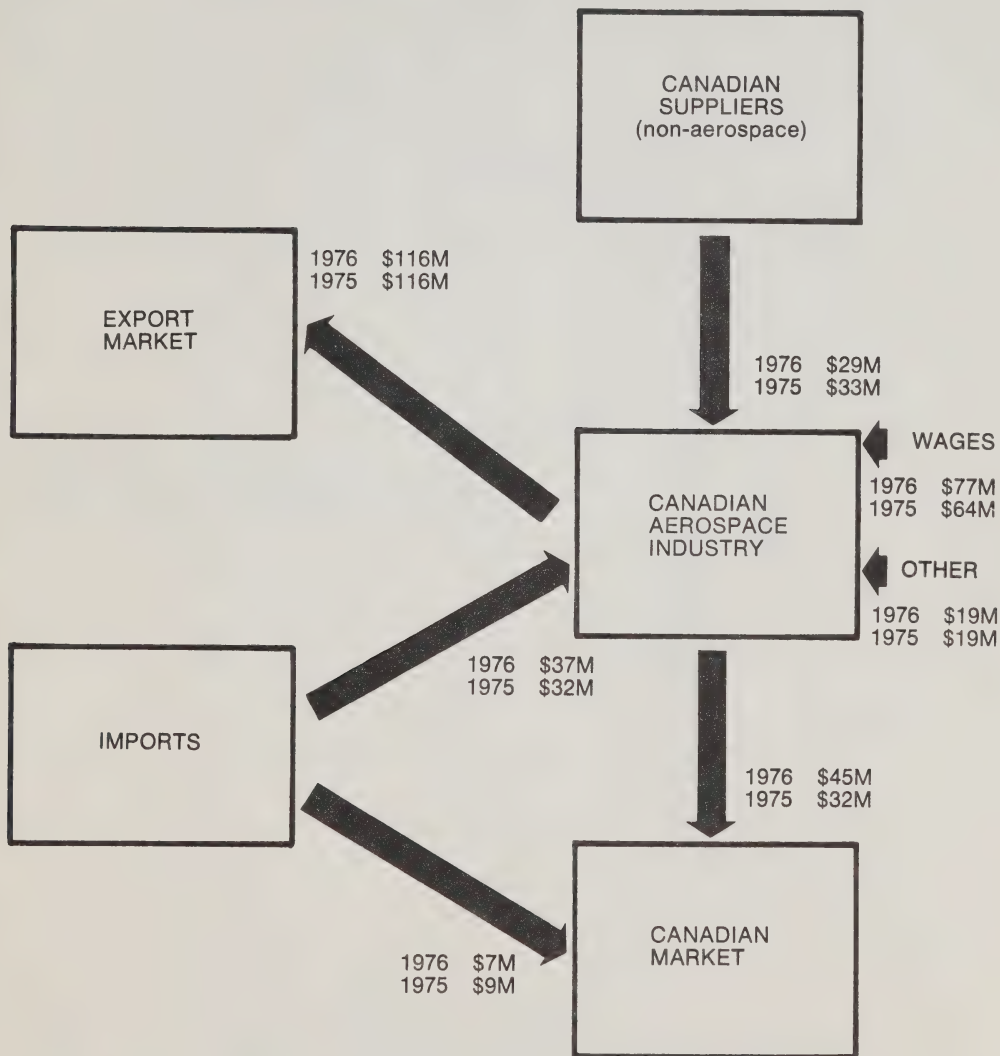 CANADIAN
SUPPLIERS
(non-aerospace)
1976 $116M
1975 $116M
EXPORT
MARKET
1976 $29M
1975 $33M
WAGES
1976 $77M
1975 $64M
CANADIAN
AEROSPACE
INDUSTRY
OTHER
1976 $19M
1975 $19M
1976 $37M
1975 $32M
IMPORTS
1976 $45M
1975 $32M
CANADIAN
MARKET
1976 $7M
1975 $9M